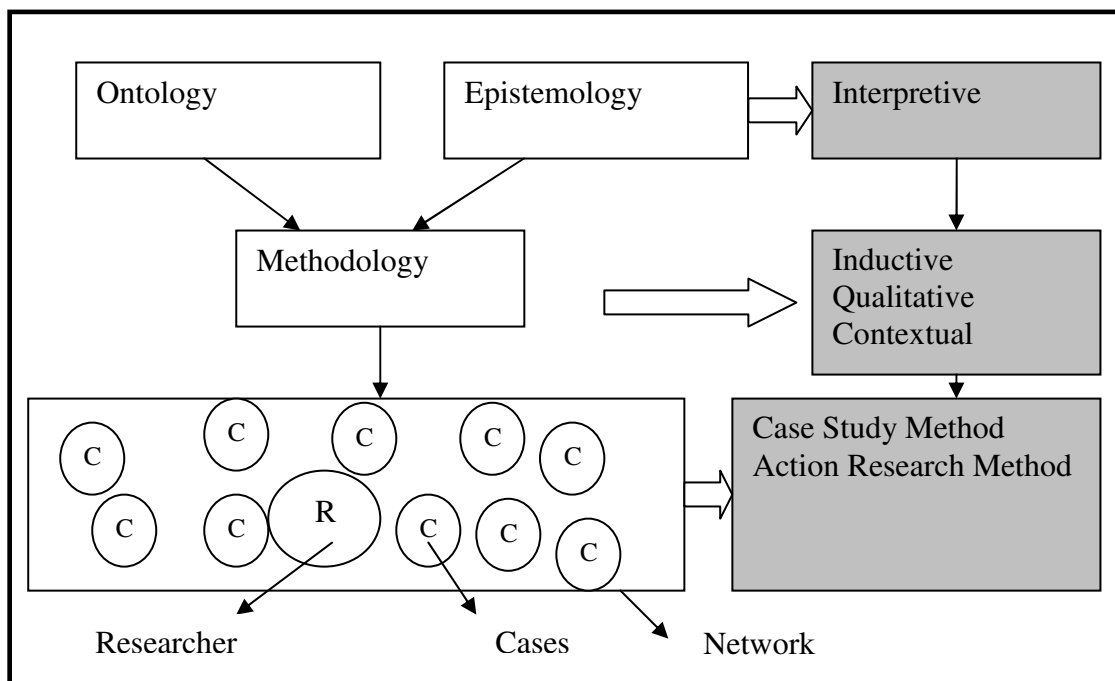 Ontology
Epistemology
Interpretive
Methodology
Inductive
Qualitative
Contextual
C
C
C
C
C
C
C
R
C
C
C
Case Study Method
Action Research Method
Researcher
Cases
Network